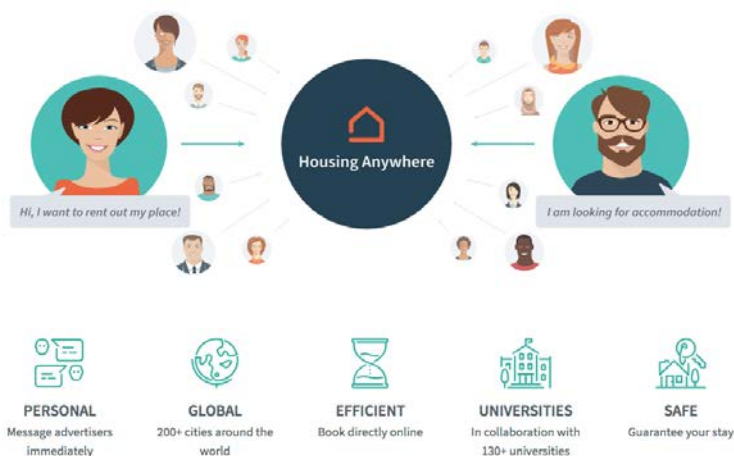 Housing Anywhere
Hi, I want to rent out my place!
I am looking for accommodation!
PERSONAL
Message advertisers
immediately
GLOBAL
200+ cities around the
world
EFFICIENT
Book directly online
UNIVERSITIES
In collaboration with
130+ universities
SAFE
Guarantee your stay